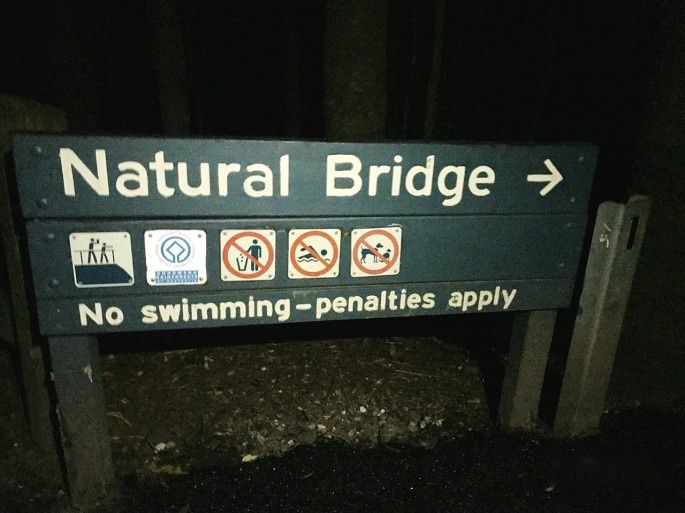 Natural Bridge →
No swimming – penalties apply